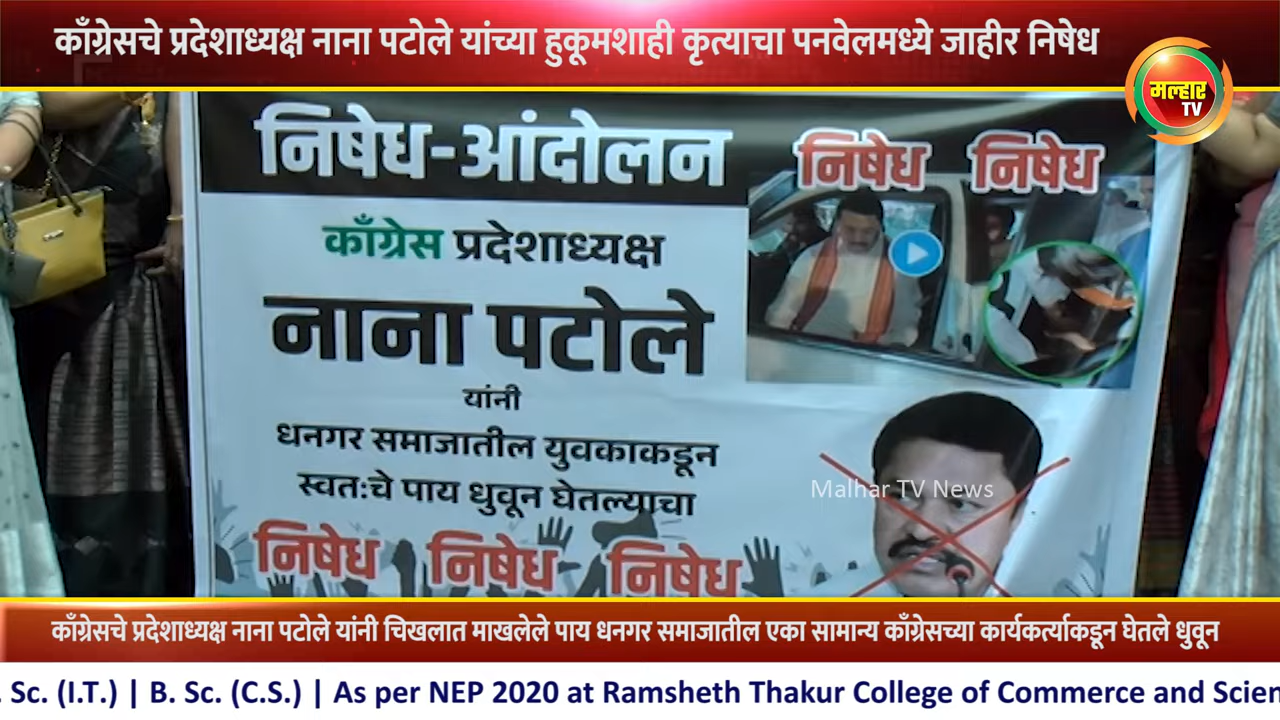 काँग्रेसचे प्रदेशाध्यक्ष नाना पटोले यांच्या हुकूमशाही कृत्याचा पनवेलमध्ये जाहीर निषेध
मल्हार
TV
निषेध-आंदोलन
निषेध निषेध
काँग्रेस प्रदेशाध्यक्ष
नाना पटोले
यांनी
धनगर समाजातील युवकाकडून
स्वतःचे पाय धुवून घेतल्याचा
Malhar TV News
निषेध निषेध निषेध
काँग्रेसचे प्रदेशाध्यक्ष नाना पटोले यांनी चिखलात माखलेले पाय धनगर समाजातील एका सामान्य काँग्रेसच्या कार्यकर्त्याकडून घेतले धुवून
. Sc. (I.T.) | B. Sc. (C.S.) | As per NEP 2020 at Ramsheth Thakur College of Commerce and Scien